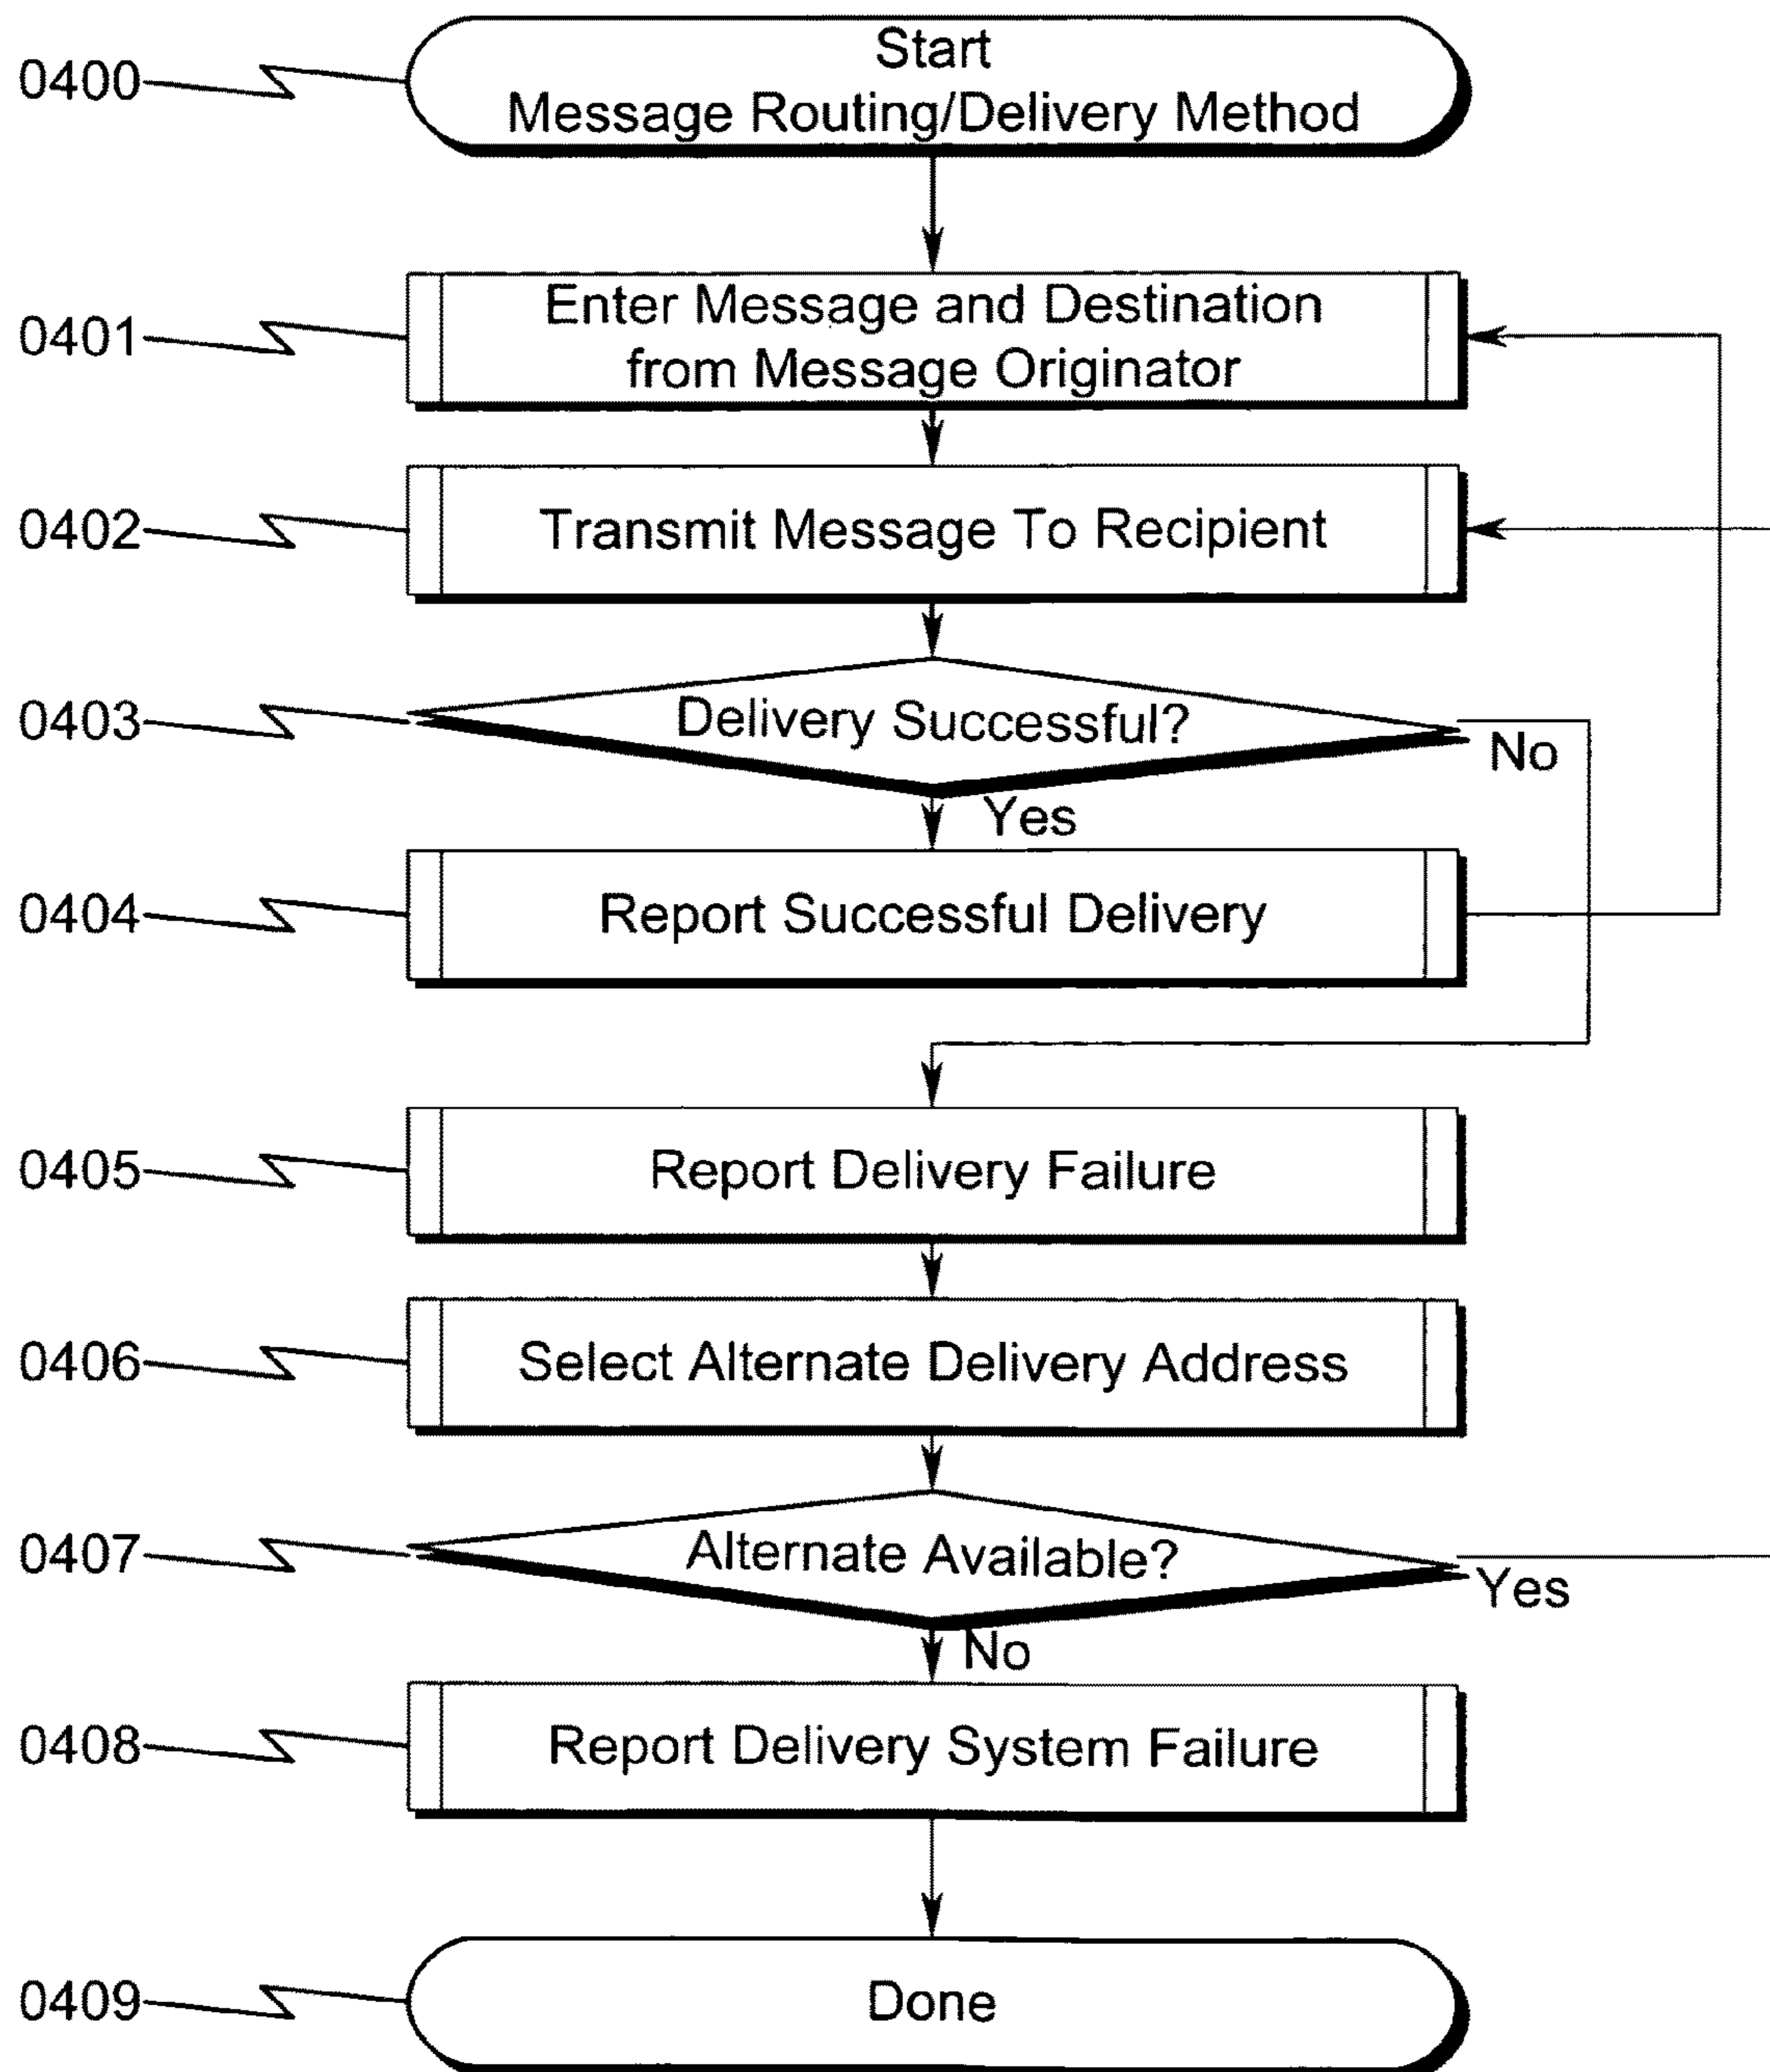 Start
0400
Message Routing/Delivery Method
Enter Message and Destination
0401
from Message Originator
0402
Transmit Message To Recipient
0403
Delivery Successful?
No
Yes
0404
Report Successful Delivery
0405
Report Delivery Failure
0406
Select Alternate Delivery Address
0407
Alternate Available?
Yes
No
0408
Report Delivery System Failure
0409
Done